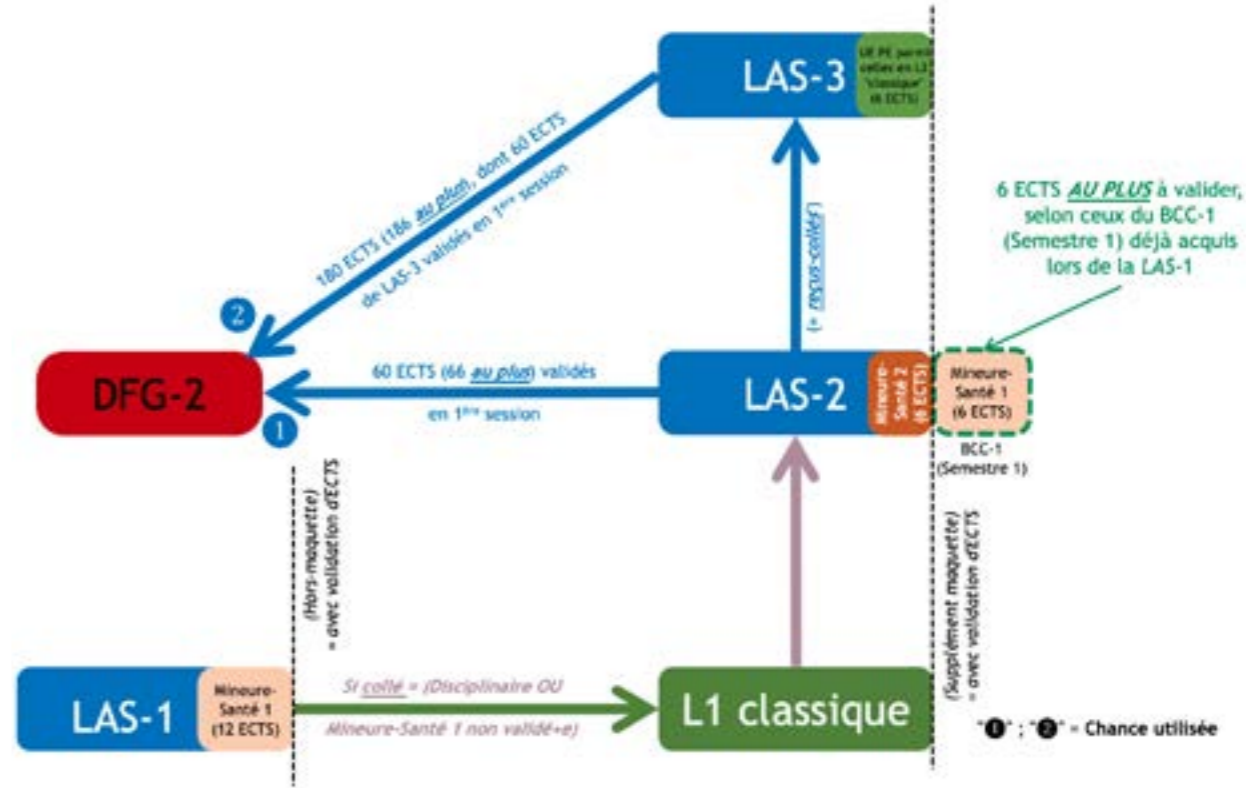 LAS-3
UE PE parmi
celles en L3
"classique"
(6 ECTS)
180 ECTS (186 au plus), dont 60 ECTS
de LAS-3 validés en 1ère session
(= reçus-collés)
6 ECTS AU PLUS à valider,
selon ceux du BCC-1
(Semestre 1) déjà acquis
lors de la LAS-1
2
DFG-2
1
60 ECTS (66 au plus) validés
en 1ère session
LAS-2
Mineure-
Santé 2
(6 ECTS)
Mineure-
Santé 1
(6 ECTS)
BCC-1
(Semestre 1)
(Hors-maquette)
= avec validation d'ECTS
(Supplément maquette)
= avec validation d'ECTS
LAS-1
Mineure-
Santé 1
(12 ECTS)
Si collé = (Disciplinaire OU
Mineure-Santé 1 non validé+e)
L1 classique
"❶" ; "❷" = Chance utilisée